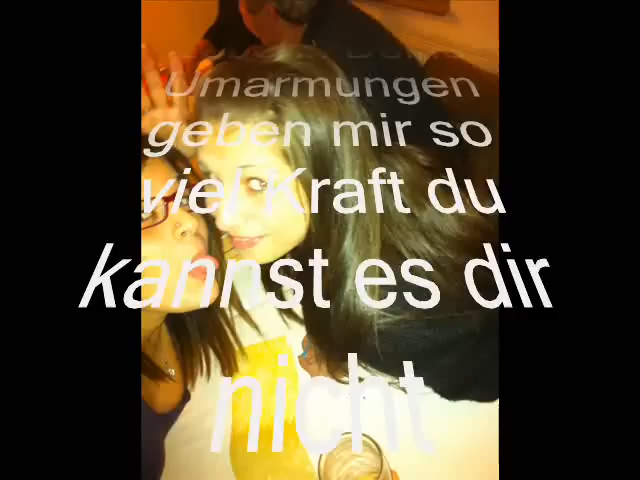 Umarmungen
geben mir so
viel Kraft du
kannst es dir
nicht